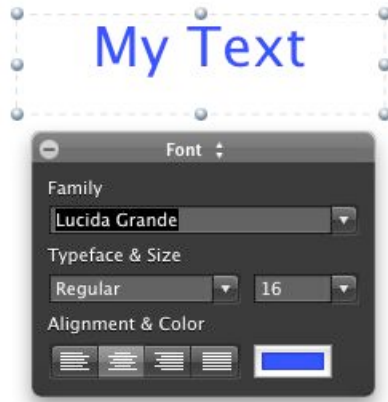 My Text
Font
Family
Lucida Grande
Typeface & Size
Regular 16
Alignment & Color